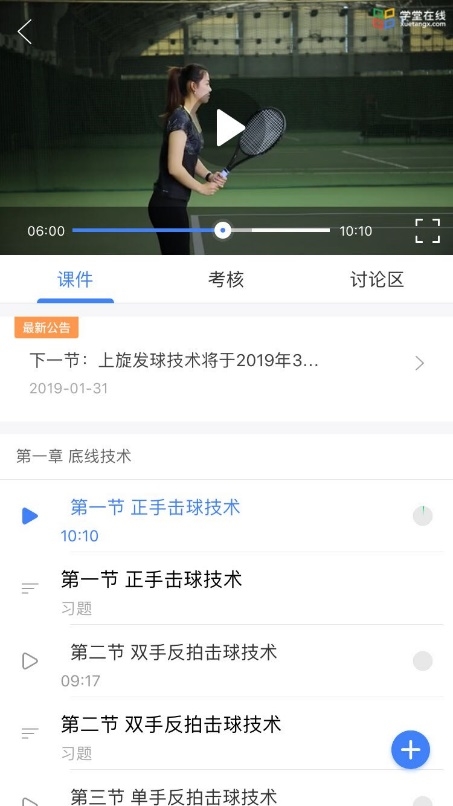 学堂在线
xuetangx.com
06:00
10:10
课件
考核
讨论区
最新公告
下一节：上旋发球技术将于2019年3...
2019-01-31
第一章 底线技术
第一节 正手击球技术
10:10
第一节 正手击球技术
习题
第二节 双手反拍击球技术
09:17
第二节 双手反拍击球技术
习题
第三节 单手反拍击球技术